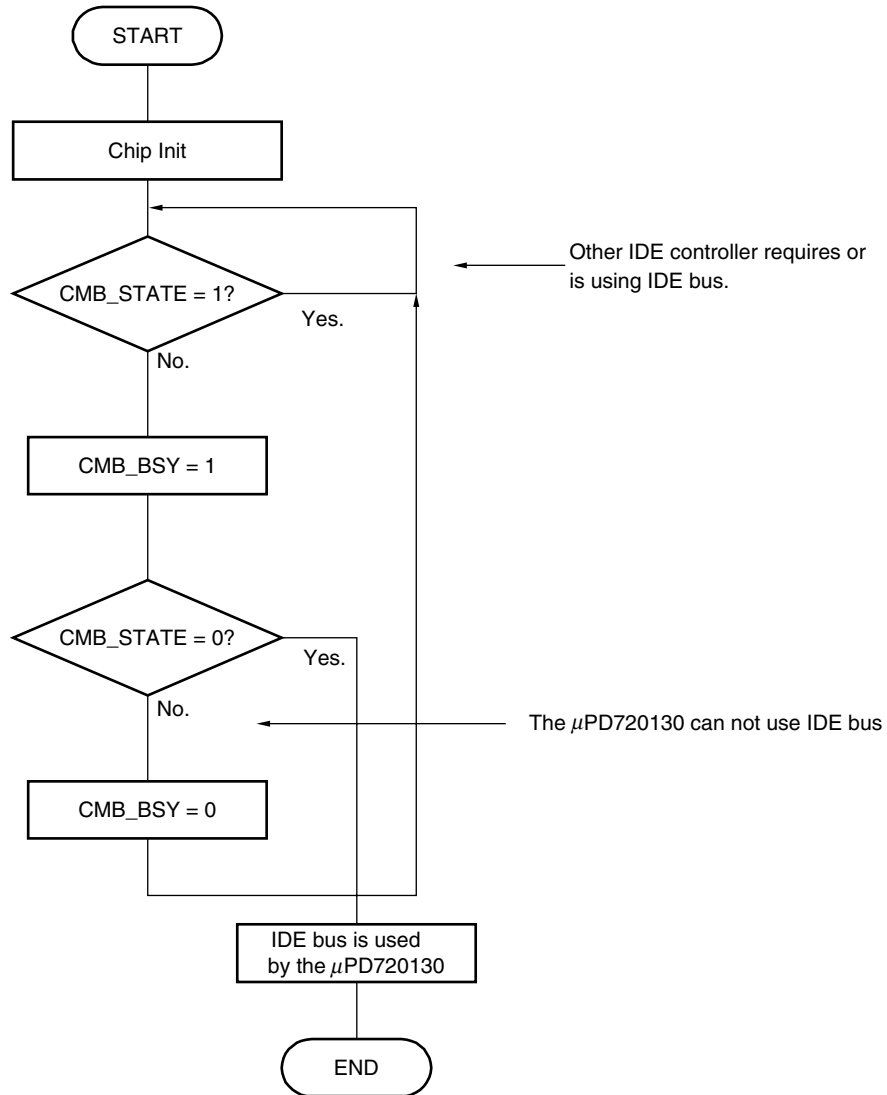 START
Chip Init
Other IDE controller requires or
is using IDE bus.
CMB_STATE = 1?
Yes.
No.
CMB_BSY = 1
CMB_STATE = 0?
Yes.
No.
The μPD720130 can not use IDE bus
CMB_BSY = 0
IDE bus is used
by the μPD720130
END